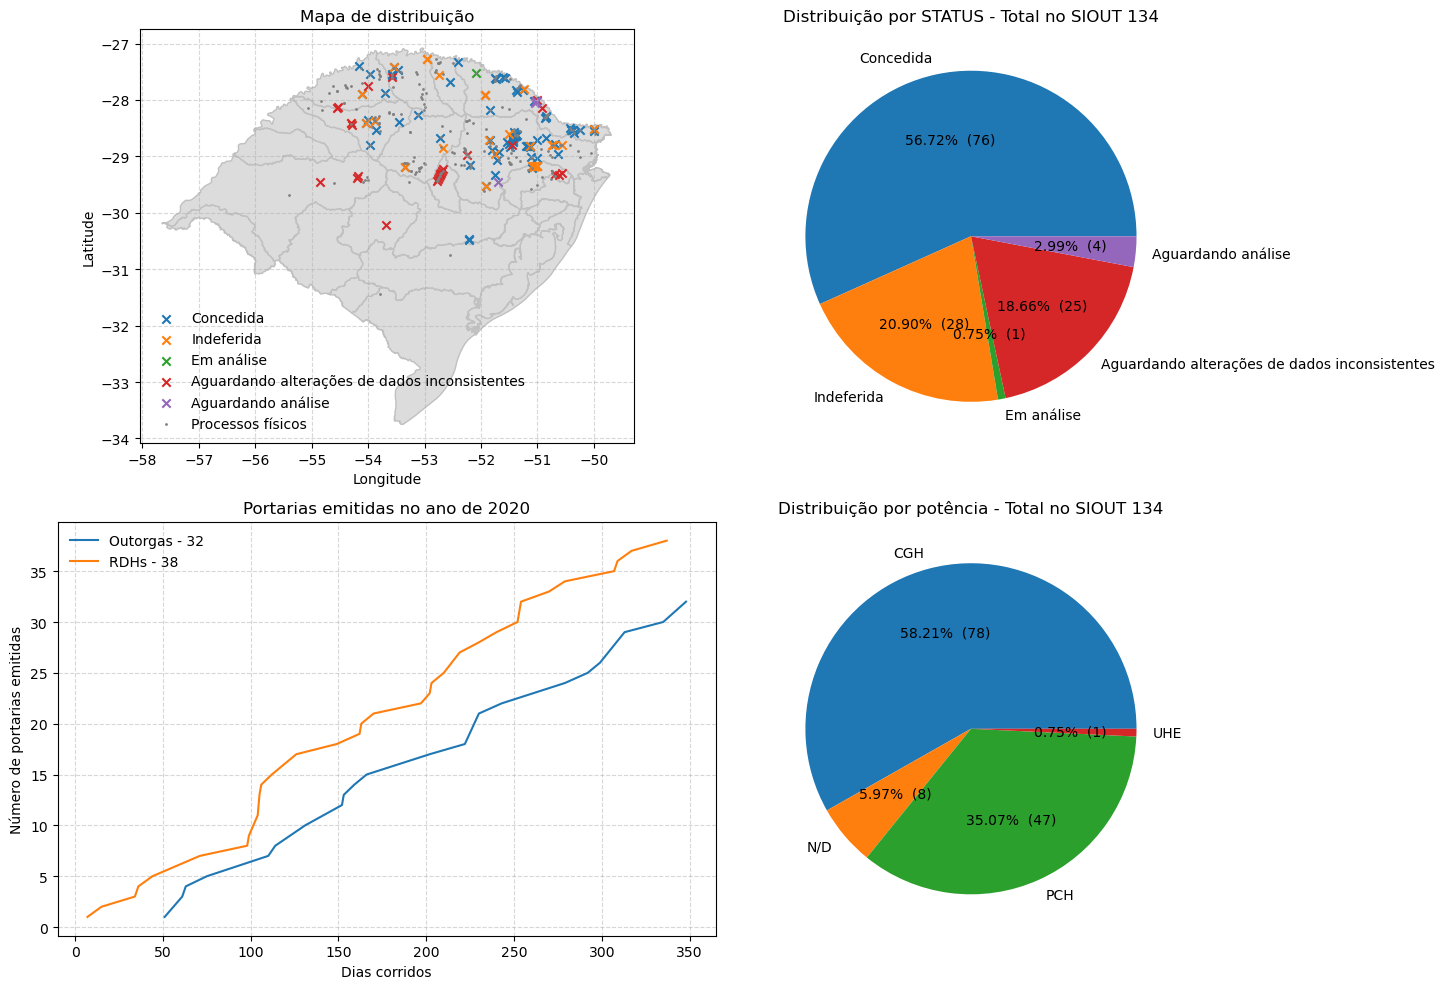 Mapa de distribuição
−27
−28
−29
−30
−31
−32
−33
−34
Latitude
Concedida
Indeferida
Em análise
Aguardando alterações de dados inconsistentes
Aguardando análise
Processos físicos
−58 −57 −56 −55 −54 −53 −52 −51 −50
Longitude
Distribuição por STATUS - Total no SIOUT 134
Concedida
56.72% (76)
2.99% (4)
Aguardando análise
18.66% (25)
20.90% (28)
0.75% (1)
Aguardando alterações de dados inconsistentes
Indeferida
Em análise
Portarias emitidas no ano de 2020
Outorgas - 32
RDHs - 38
35
30
25
20
15
10
5
0
Número de portarias emitidas
0 50 100 150 200 250 300 350
Dias corridos
Distribuição por potência - Total no SIOUT 134
CGH
58.21% (78)
0.75% (1)
UHE
5.97% (8)
35.07% (47)
N/D
PCH